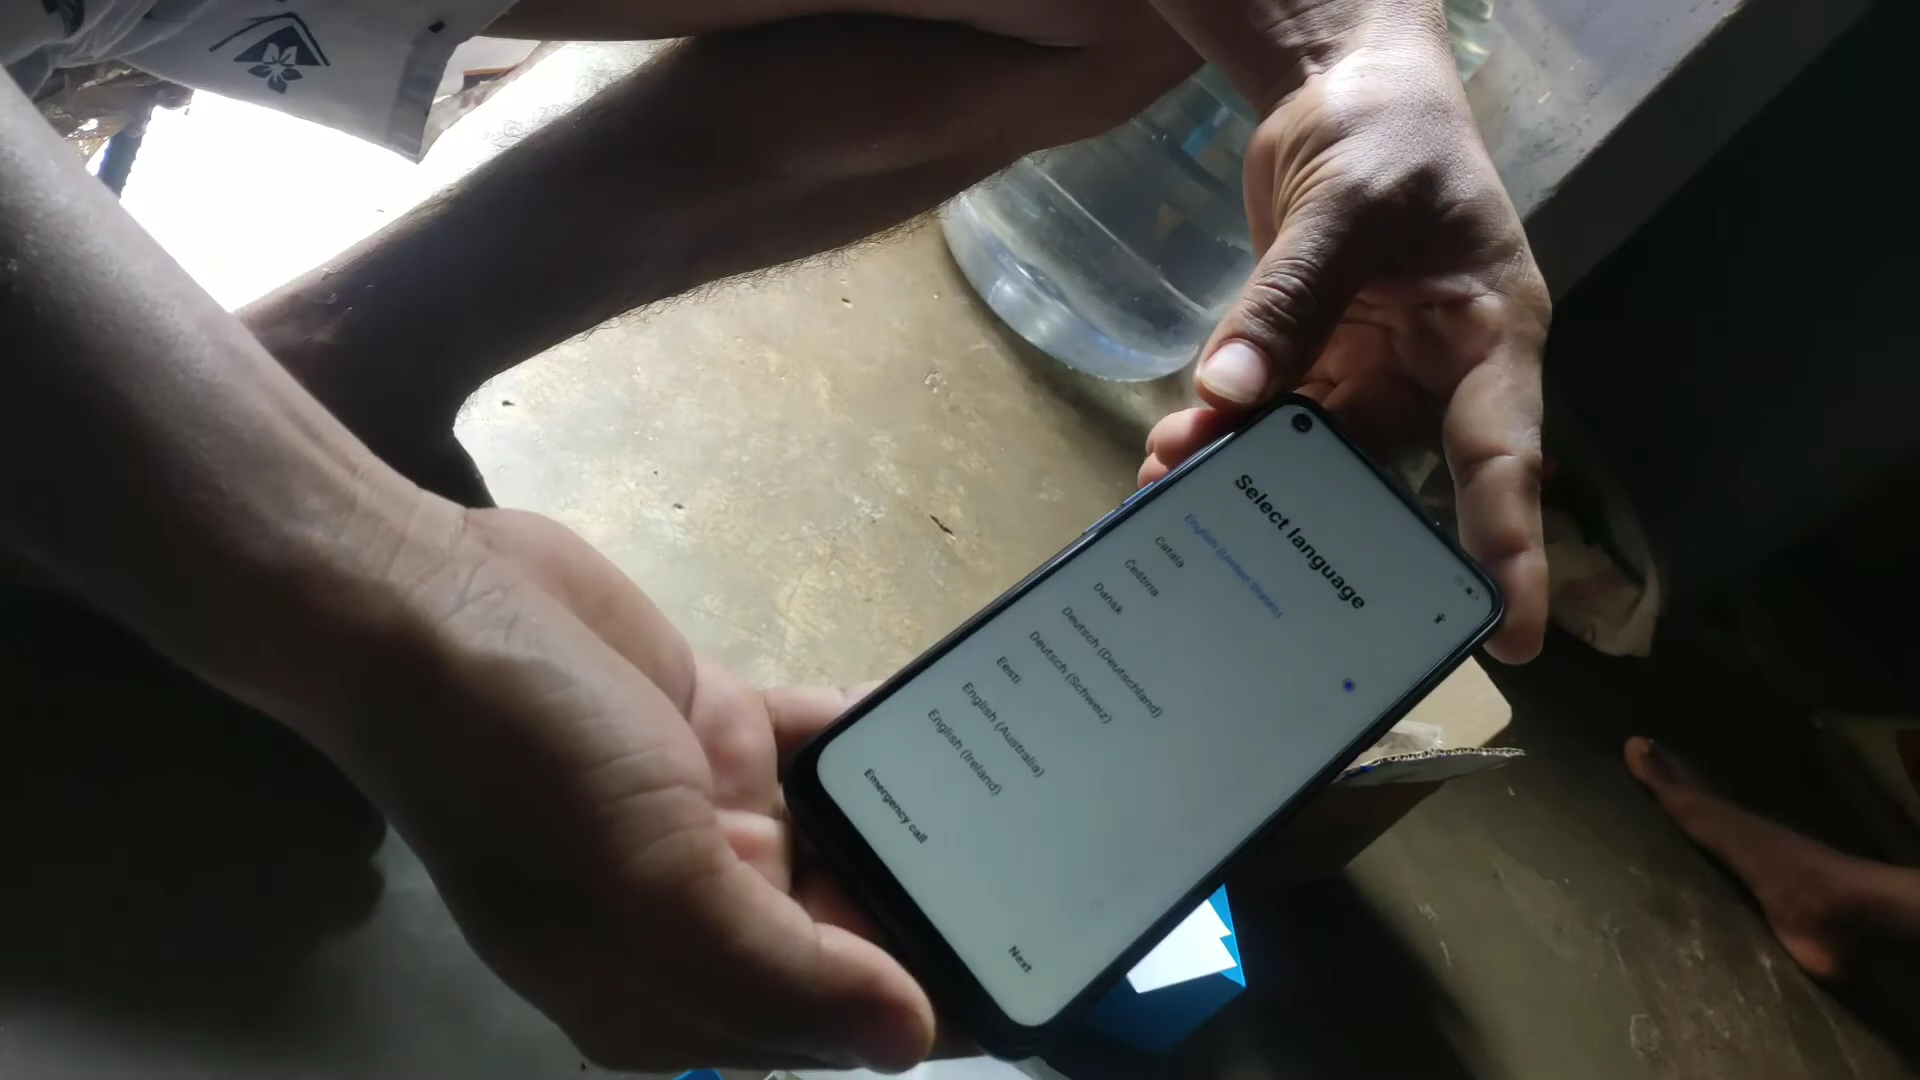 Select language
English (United States)
Català
Čeština
Dansk
Deutsch (Deutschland)
Deutsch (Schweiz)
Eesti
English (Australia)
English (Ireland)
Emergency call
Next